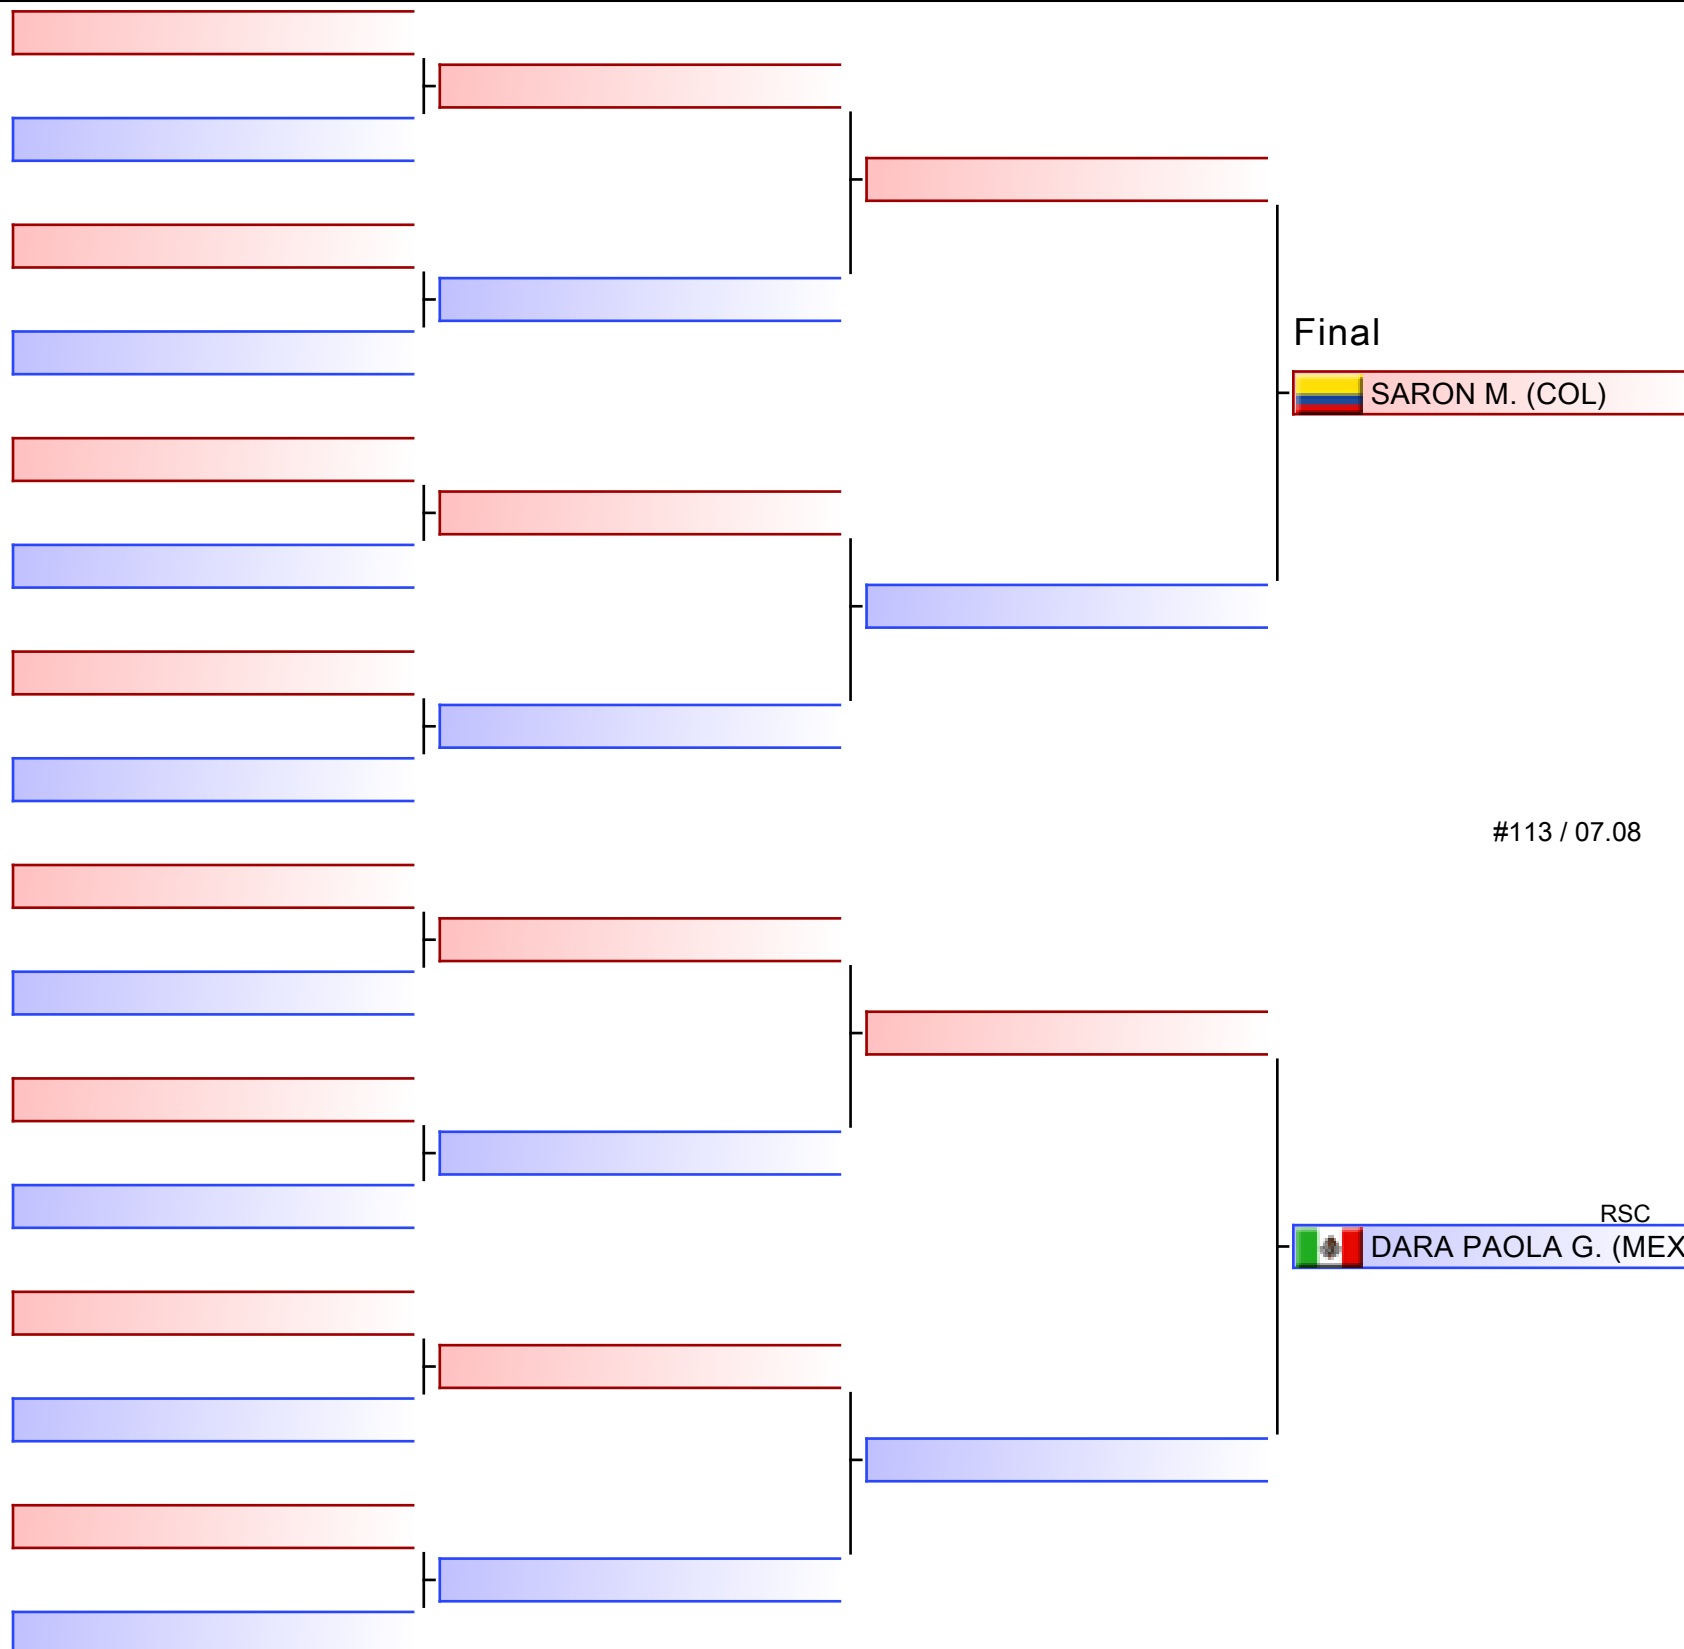 Final
SARON M. (COL)
#113 / 07.08
RSC
DARA PAOLA G. (MEX